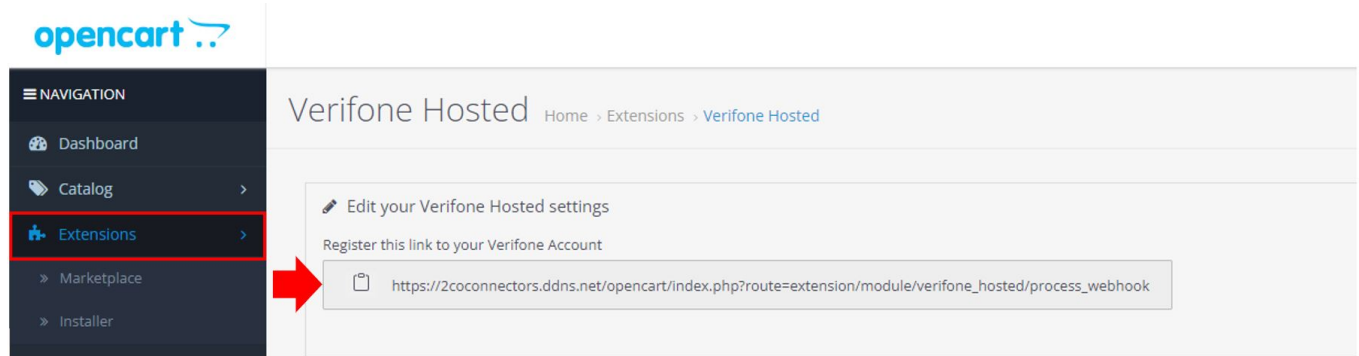 opencart
NAVIGATION
Verifone Hosted Home › Extensions › Verifone Hosted
Dashboard
Catalog
Edit your Verifone Hosted settings
Extensions
Register this link to your Verifone Account
Marketplace
https://2coconnectors.ddns.net/opencart/index.php?route=extension/module/verifone_hosted/process_webhook
Installer